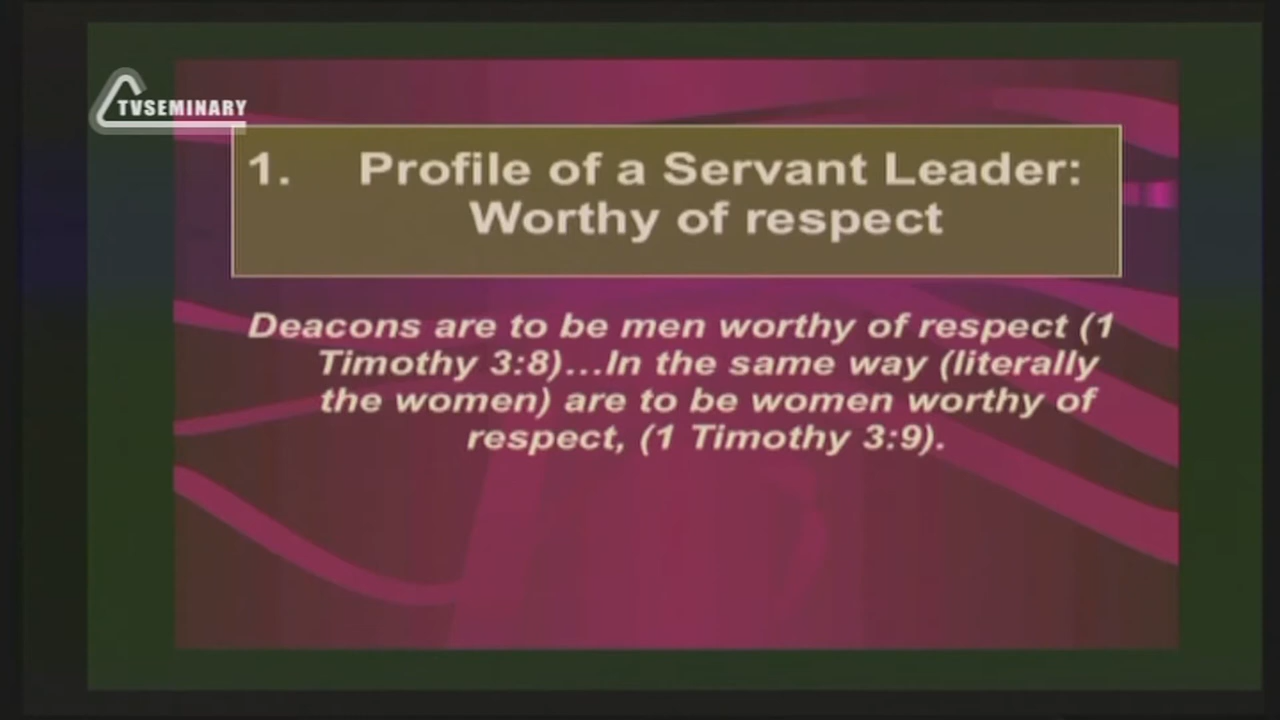 TVSEMINARY
1. Profile of a Servant Leader:
Worthy of respect
Deacons are to be men worthy of respect (1
Timothy 3:8)...In the same way (literally
the women) are to be women worthy of
respect, (1 Timothy 3:9).